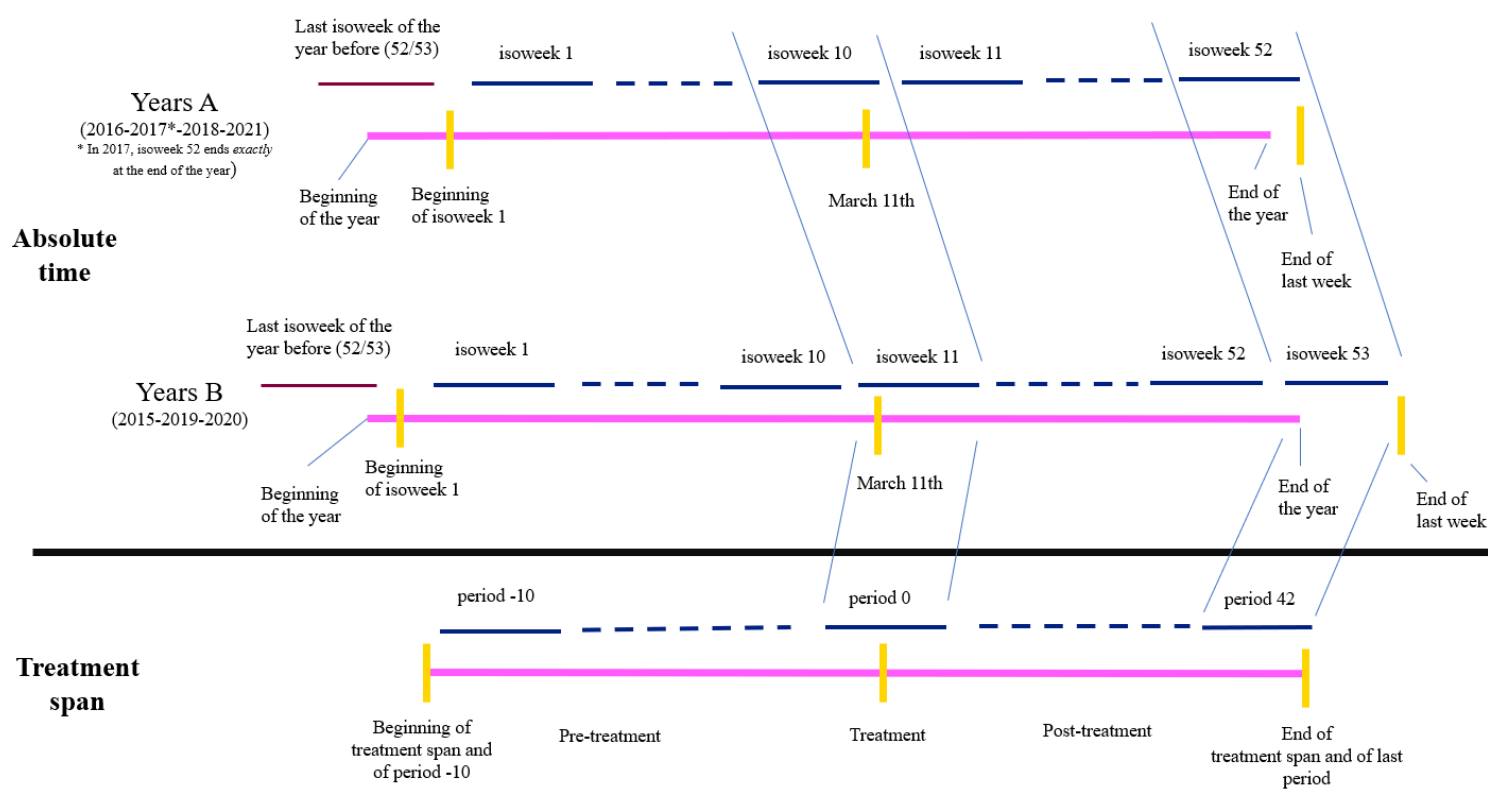 Last isoweek of the
year before (52/53)
isoweek 1
isoweek 10
isoweek 11
isoweek 52
Years A
(2016-2017*-2018-2021)
* In 2017, isoweek 52 ends exactly
at the end of the year)
Beginning
of the year
Beginning
of isoweek 1
March 11th
End of
the year
End of
last week
Absolute
time
Last isoweek of the
year before (52/53)
isoweek 1
isoweek 10
isoweek 11
isoweek 52
isoweek 53
Years B
(2015-2019-2020)
Beginning
of the year
Beginning
of isoweek 1
March 11th
End of
the year
End of
last week
period -10
period 0
period 42
Treatment
span
Beginning of
treatment span and
of period -10
Pre-treatment
Treatment
Post-treatment
End of
treatment span and of last
period